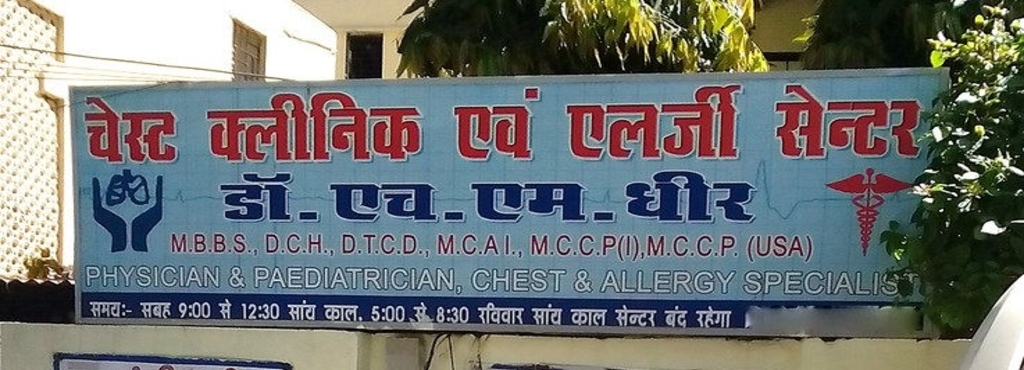 चेस्ट क्लीनिक एवं एलर्जी सेन्टर
डॉ. एच. एम. धीर
M.B.B.S., D.C.H., D.T.C.D., M.C.A.I., M.C.C.P(I),M.C.C.P. (USA)
PHYSICIAN & PAEDIATRICIAN, CHEST & ALLERGY SPECIALIST
समय:- सबह 9:00 से 12:30 सांय काल, 5:00 से 8:30 रविवार सांय काल सेन्टर बंद रहेगा